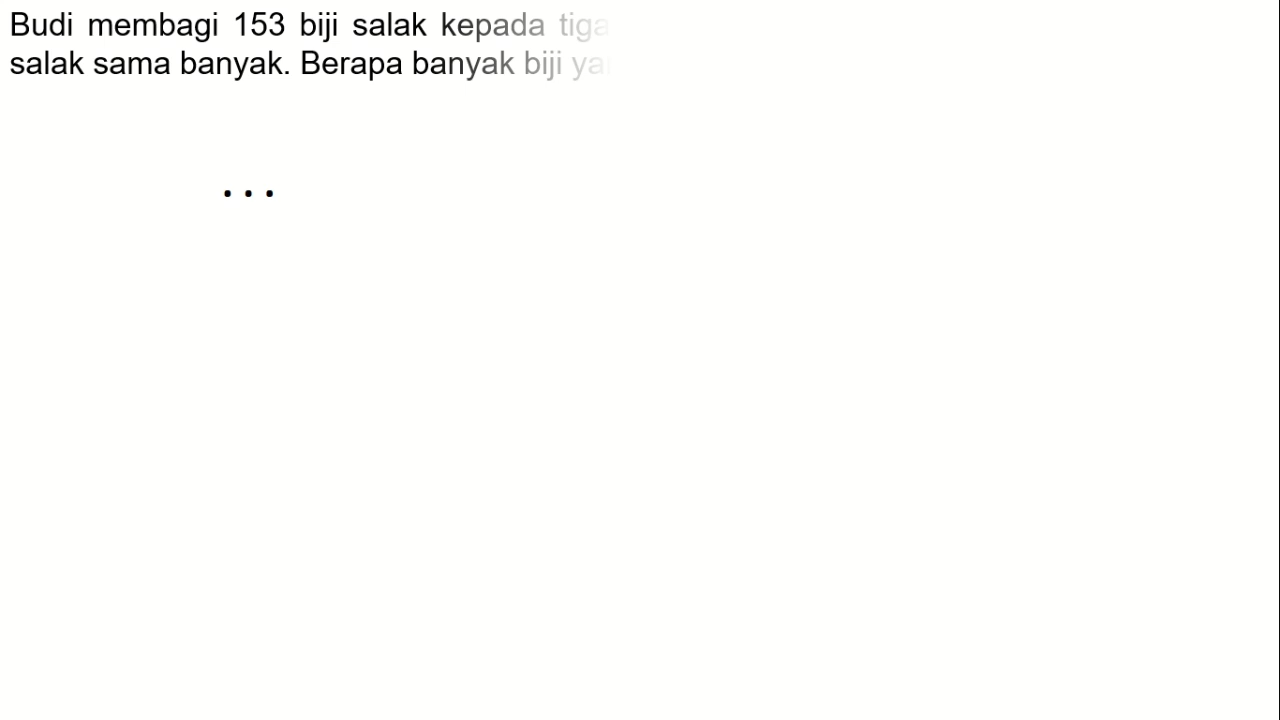 Budi membagi 153 biji salak kepada tiga
salak sama banyak. Berapa banyak biji
...